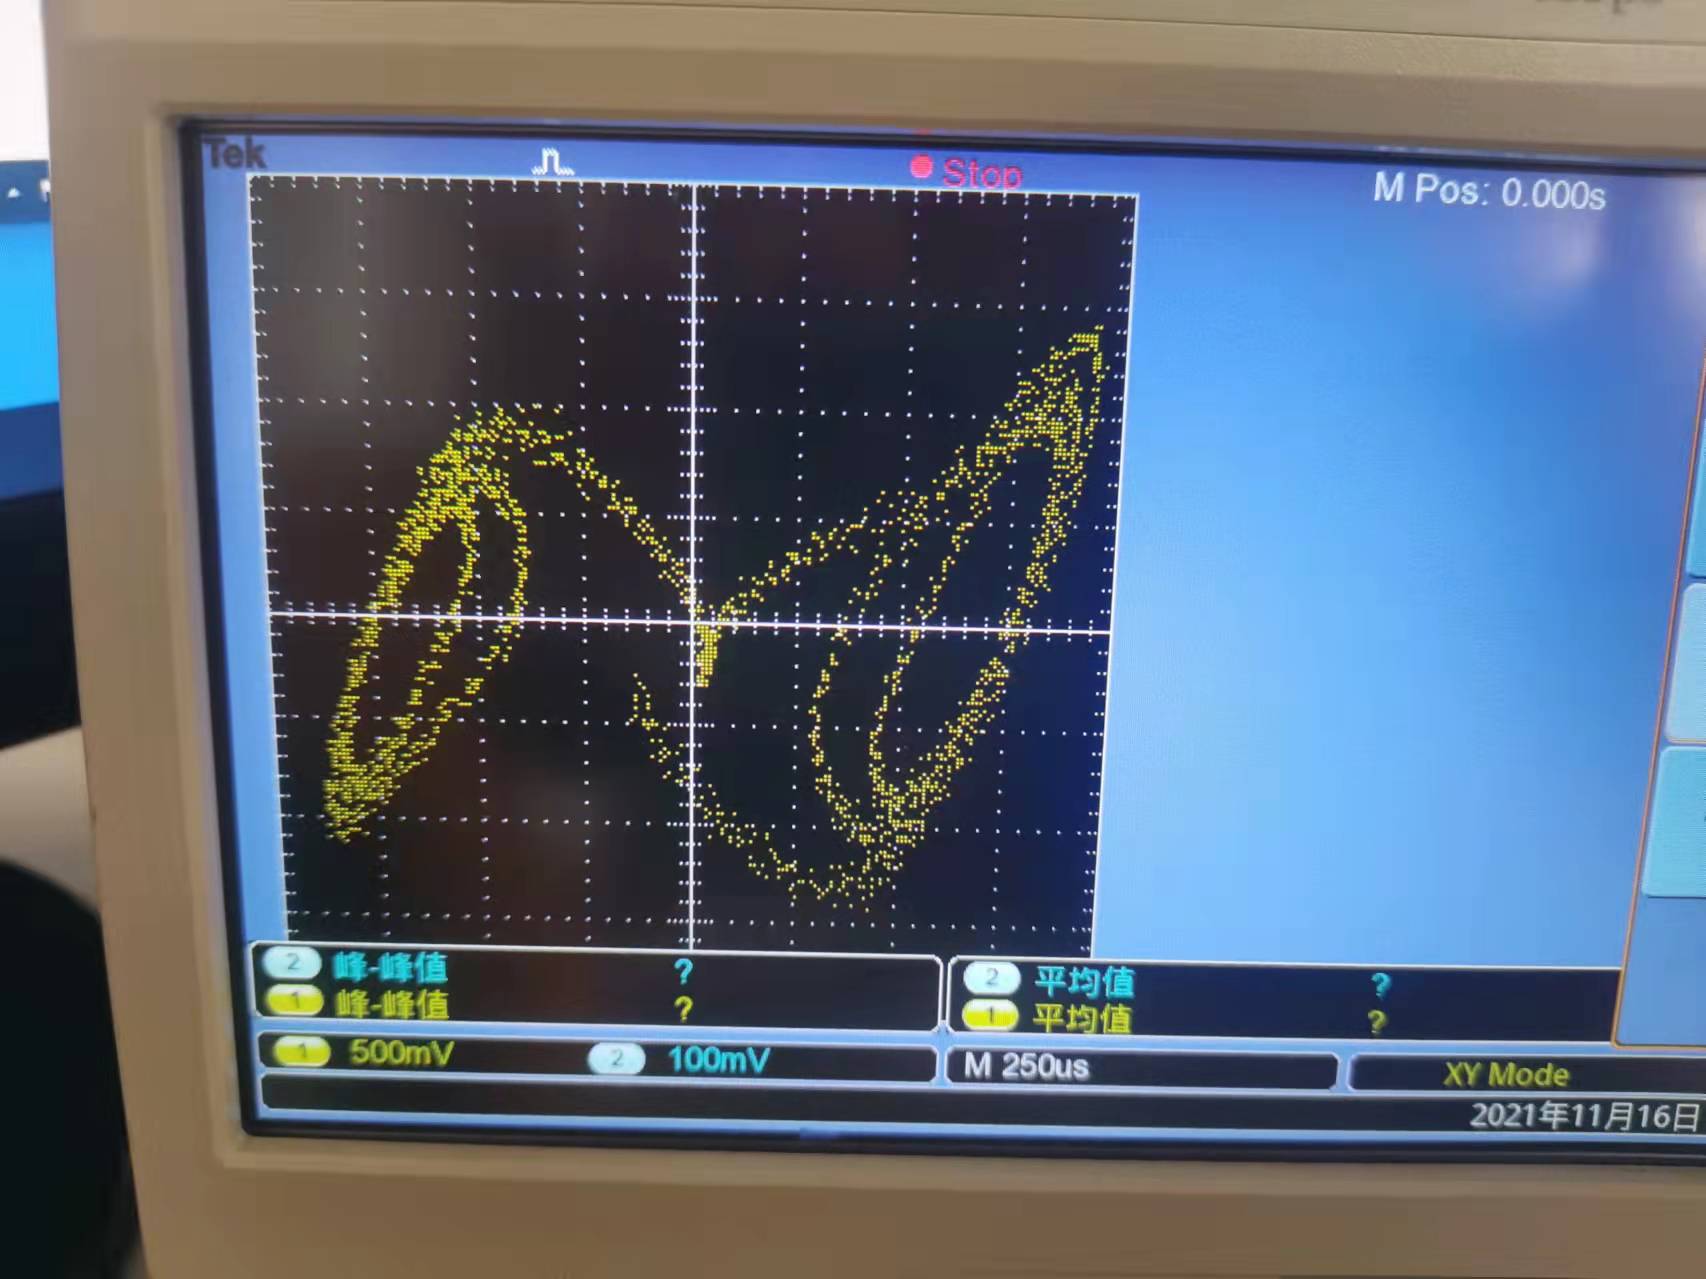 Tek
Stop
M Pos: 0.000s
2 峰-峰值 ?
1 峰-峰值 ?
2 平均值 ?
1 平均值 ?
1 500mV
2 100mV
M 250us
XY Mode
2021年11月16日